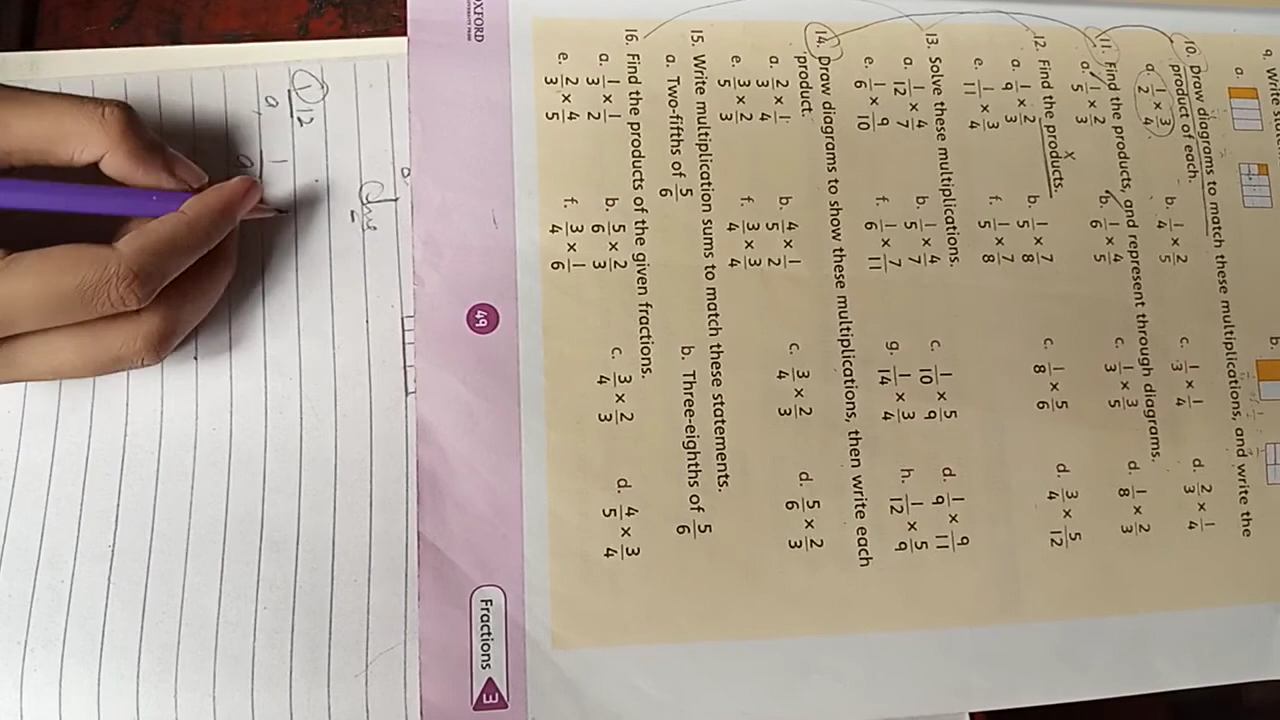 9. Write
a.
b.
10. Draw diagrams to match these multiplications, and write the
product of each.
a. 1/2 × 3/4
b. 1/4 × 2/5
c. 1/3 × 1/4
d. 2/3 × 1/4
11. Find the products, and represent through diagrams.
a. 1/5 × 2/3
b. 1/6 × 4/5
c. 1/3 × 3/5
d. 1/8 × 2/3
12. Find the products.
x
a. 1/9 × 2/3
b. 1/5 × 7/8
c. 1/8 × 5/6
d. 3/4 × 5/12
e. 1/11 × 3/4
f. 1/5 × 7/8
13. Solve these multiplications.
a. 1/12 × 4/7
b. 1/5 × 4/7
c. 1/10 × 5/9
d. 1/9 × 9/11
e. 1/6 × 9/10
f. 1/6 × 7/11
g. 1/14 × 3/4
h. 1/12 × 5/9
14. Draw diagrams to show these multiplications, then write each
product.
a. 2/3 × 1/4
b. 4/5 × 1/2
c. 3/4 × 2/3
d. 5/6 × 2/3
e. 3/5 × 2/3
f. 3/4 × 3/4
15. Write multiplication sums to match these statements.
a. Two-fifths of 5/6
b. Three-eighths of 5/6
16. Find the products of the given fractions.
a. 1/3 × 1/2
b. 5/6 × 2/3
c. 3/4 × 2/3
d. 4/5 × 3/4
e. 2/3 × 4/5
f. 3/4 × 1/6
OXFORD
UNIVERSITY PRESS
49
Fractions 3
Ans
12
a, 1/9